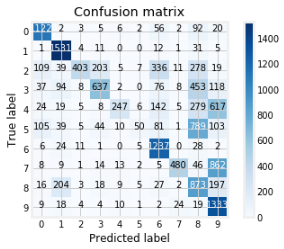 Confusion matrix
0 1122 2 3 5 6 2 56 2 92 20
1 1 1531 4 11 0 0 12 1 31 5
2 109 39 403 203 5 7 336 11 278 19
3 37 94 8 637 2 0 76 8 453 118
4 24 19 5 8 247 6 142 5 279 617
5 105 39 5 44 10 50 81 1 789 103
6 6 24 11 1 0 5 1237 0 28 2
7 8 9 1 14 13 2 5 480 46 862
8 16 204 3 18 9 5 27 2 873 197
9 9 18 4 4 10 1 2 24 1333
0 1 2 3 4 5 6 7 8 9
True label
Predicted label
1400
1200
1000
800
600
400
200
0